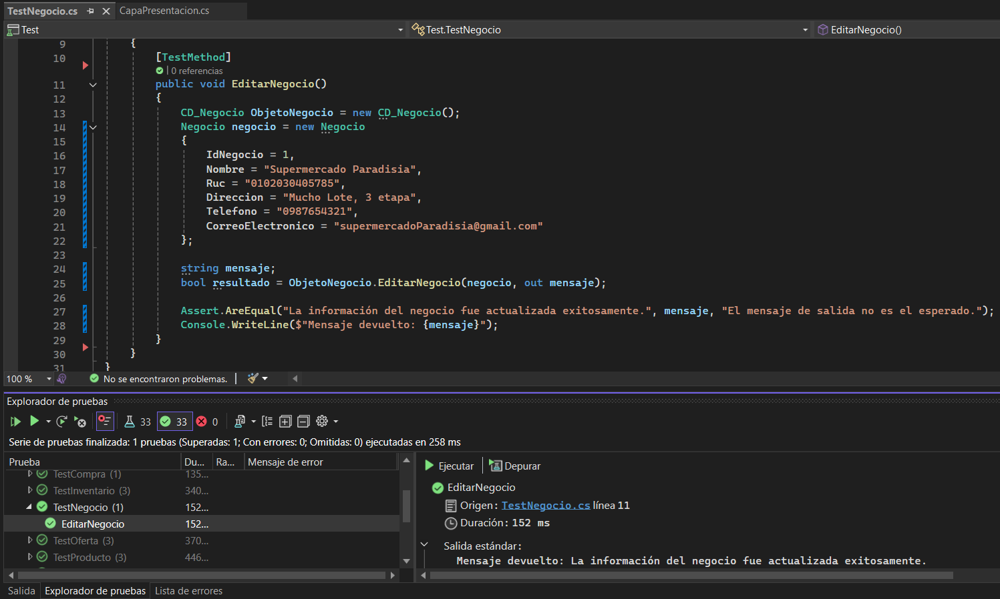 TestNegocio.cs CapaPresentacion.cs
Test Test.TestNegocio EditarNegocio()
9 {
10 [TestMethod]
0 referencias
11 public void EditarNegocio()
12 {
13 CD_Negocio ObjetoNegocio = new CD_Negocio();
14 Negocio negocio = new Negocio
15 {
16 IdNegocio = 1,
17 Nombre = "Supermercado Paradisia",
18 Ruc = "0102030405785",
19 Direccion = "Mucho Lote, 3 etapa",
20 Telefono = "0987654321",
21 CorreoElectronico = "supermercadoParadisia@gmail.com"
22 };
23
24 string mensaje;
25 bool resultado = ObjetoNegocio.EditarNegocio(negocio, out mensaje);
26
27 Assert.AreEqual("La información del negocio fue actualizada exitosamente.", mensaje, "El mensaje de salida no es el esperado.");
28 Console.WriteLine($"Mensaje devuelto: {mensaje}");
29 }
30 }
31 }
100 % No se encontraron problemas.
Explorador de pruebas
33 33 0
Serie de pruebas finalizada: 1 pruebas (Superadas: 1; Con errores: 0; Omitidas: 0) ejecutadas en 258 ms
Prueba Du... Ra... Mensaje de error
TestCompra (1) 135...
TestInventario (3) 340...
TestNegocio (1) 152...
EditarNegocio 152...
TestOferta (3) 370...
TestProducto (3) 446...
Ejecutar Depurar
EditarNegocio
Origen: TestNegocio.cs línea 11
Duración: 152 ms
Salida estándar:
Mensaje devuelto: La información del negocio fue actualizada exitosamente.
Salida Explorador de pruebas Lista de errores